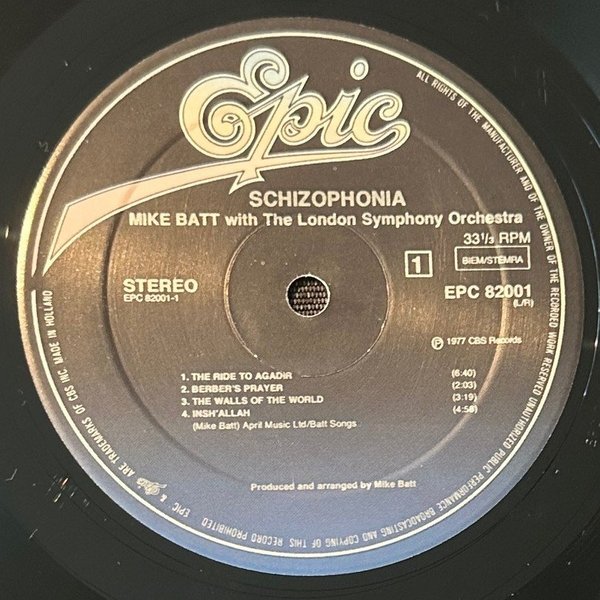 Epic
SCHIZOPHONIA
MIKE BATT with The London Symphony Orchestra
33⅓ RPM
STEREO
EPC 82001-1
1
BIEM/STEMRA
EPC 82001
(L/R)
℗ 1977 CBS Records
1. THE RIDE TO AGADIR (6:40)
2. BERBER'S PRAYER (2:03)
3. THE WALLS OF THE WORLD (3:19)
4. INSH'ALLAH (4:58)
(Mike Batt) April Music Ltd/Batt Songs
Produced and arranged by Mike Batt
ALL RIGHTS OF THE MANUFACTURER AND OF THE OWNER OF THE RECORDED WORK RESERVED UNAUTHORIZED PUBLIC PERFORMANCE BROADCASTING AND COPYING OF THIS RECORD PROHIBITED
EPIC & Epic ARE TRADEMARKS OF CBS INC. MADE IN HOLLAND